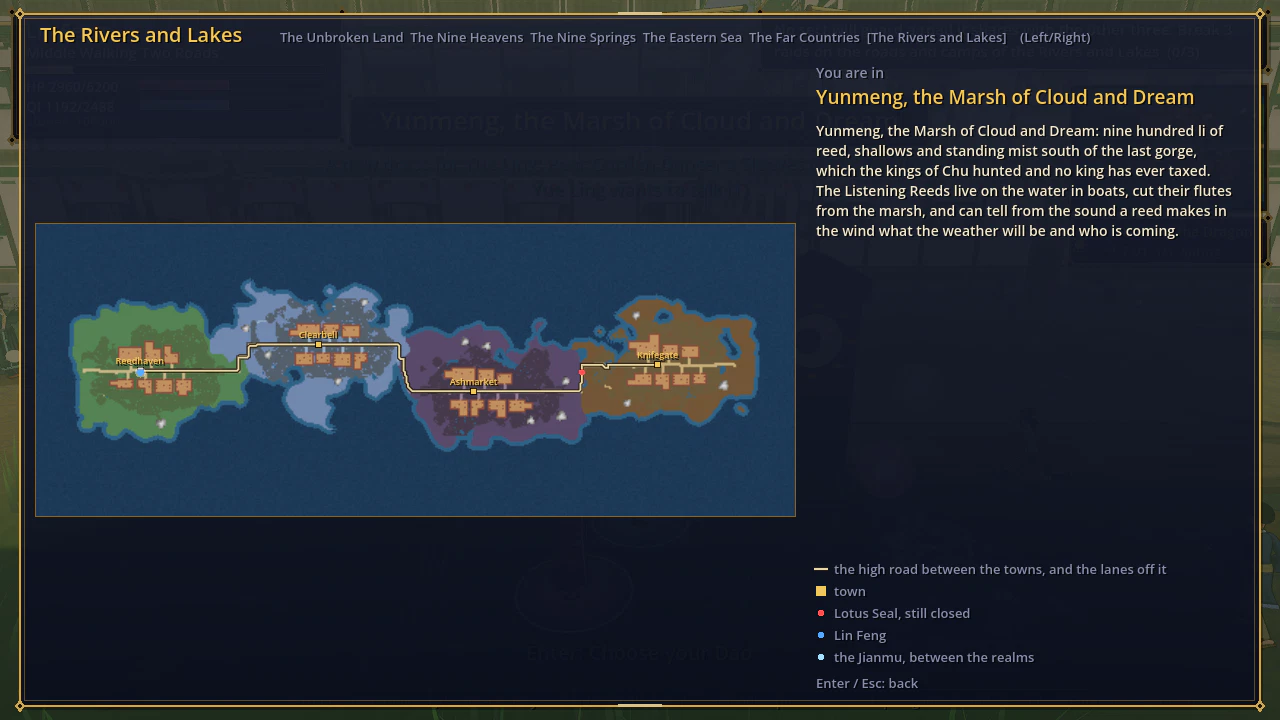 The Rivers and Lakes
The Unbroken Land The Nine Heavens The Nine Springs The Eastern Sea The Far Countries [The Rivers and Lakes] (Left/Right)
You are in
Yunmeng, the Marsh of Cloud and Dream
Yunmeng, the Marsh of Cloud and Dream: nine hundred li of
reed, shallows and standing mist south of the last gorge,
which the kings of Chu hunted and no king has ever taxed.
The Listening Reeds live on the water in boats, cut their flutes
from the marsh, and can tell from the sound a reed makes in
the wind what the weather will be and who is coming.
Reedhaven
Clearbell
Ashmarket
Knifegate
the high road between the towns, and the lanes off it
town
Lotus Seal, still closed
Lin Feng
the Jianmu, between the realms
Enter / Esc: back
Yunmeng, the Marsh of Cloud and Dream